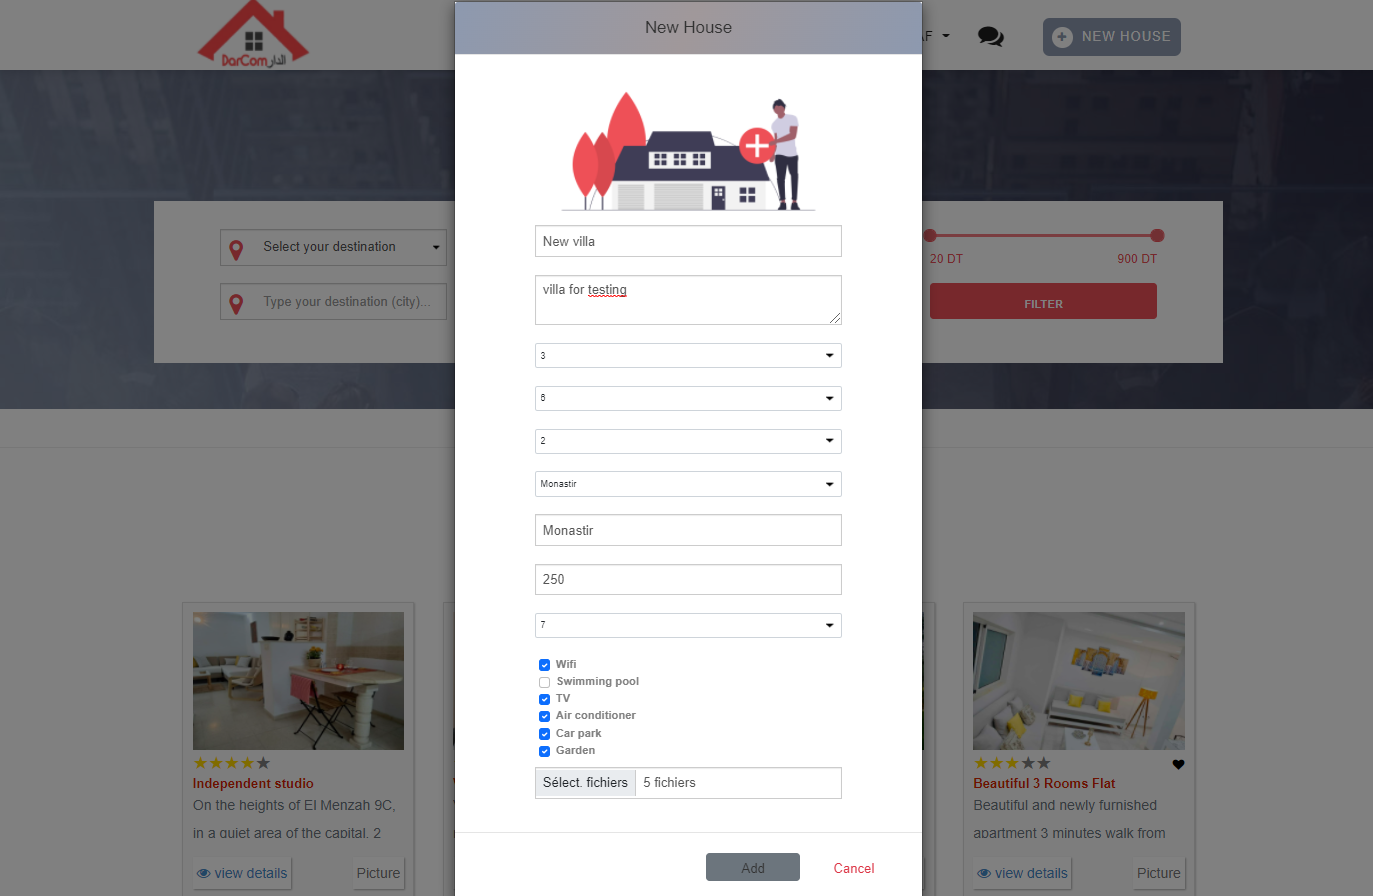 New House
DarCom الدار
AF
NEW HOUSE
Select your destination
Type your destination (city)...
20 DT
900 DT
FILTER
New villa
villa for testing
3
6
2
Monastir
Monastir
250
7
Wifi
Swimming pool
TV
Air conditioner
Car park
Garden
Sélect. fichiers
5 fichiers
Add
Cancel
Independent studio
On the heights of El Menzah 9C,
in a quiet area of the capital. 2
view details
Picture
Beautiful 3 Rooms Flat
Beautiful and newly furnished
apartment 3 minutes walk from
view details
Picture